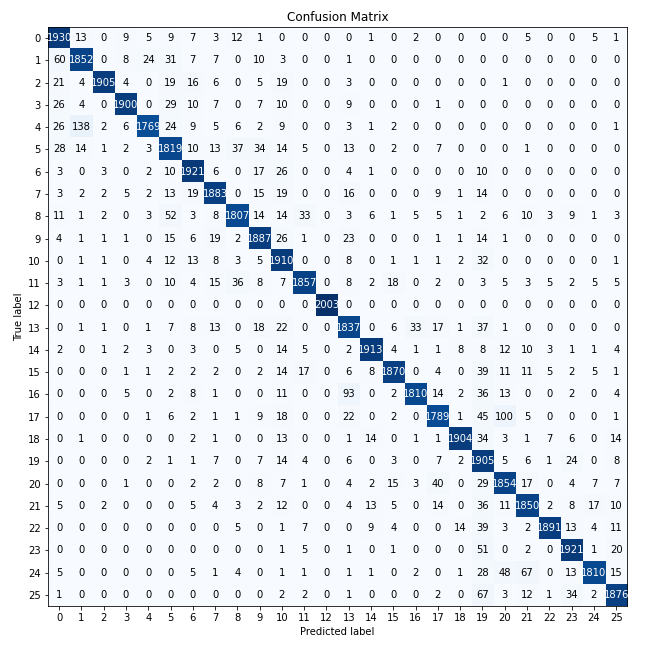 Confusion Matrix
True label
0 1930 13 0 9 5 9 7 3 12 1 0 0 0 0 1 0 2 0 0 0 0 5 0 0 5 1
1 60 1852 0 8 24 31 7 7 0 10 3 0 0 1 0 0 0 0 0 0 0 0 0 0 0 0
2 21 4 1905 4 0 19 16 6 0 5 19 0 0 3 0 0 0 0 0 0 1 0 0 0 0 0
3 26 4 0 1900 0 29 10 7 0 7 10 0 0 9 0 0 0 1 0 0 0 0 0 0 0 0
4 26 138 2 6 1769 24 9 5 6 2 9 0 0 3 1 2 0 0 0 0 0 0 0 0 0 1
5 28 14 1 2 3 1819 10 13 37 34 14 5 0 13 0 2 0 7 0 0 0 1 0 0 0 0
6 3 0 3 0 2 10 1921 6 0 17 26 0 0 4 1 0 0 0 0 10 0 0 0 0 0 0
7 3 2 2 5 2 13 19 1883 0 15 19 0 0 16 0 0 0 9 1 14 0 0 0 0 0 0
8 11 1 2 0 3 52 3 8 1807 14 14 33 0 3 6 1 5 5 1 2 6 10 3 9 1 3
9 4 1 1 1 0 15 6 19 2 1887 26 1 0 23 0 0 0 1 1 14 1 0 0 0 0 0
10 0 1 1 0 4 12 13 8 3 5 1910 0 0 8 0 1 1 1 2 32 0 0 0 0 0 1
11 3 1 1 3 0 10 4 15 36 8 7 1857 0 8 2 18 0 2 0 3 5 3 5 2 5 5
12 0 0 0 0 0 0 0 0 0 0 0 0 2003 0 0 0 0 0 0 0 0 0 0 0 0 0
13 0 1 1 0 1 7 8 13 0 18 22 0 0 1837 0 6 33 17 1 37 1 0 0 0 0 0
14 2 0 1 2 3 0 3 0 5 0 14 5 0 2 1913 4 1 1 8 8 12 10 3 1 1 4
15 0 0 0 1 1 2 2 2 0 2 14 17 0 6 8 1870 0 4 0 39 11 11 5 2 5 1
16 0 0 0 5 0 2 8 1 0 0 11 0 0 93 0 2 1810 14 2 36 13 0 0 2 0 4
17 0 0 0 0 1 6 2 1 1 9 18 0 0 22 0 2 0 1789 1 45 100 5 0 0 0 1
18 0 1 0 0 0 0 2 1 0 0 13 0 0 1 14 0 1 1 1904 34 3 1 7 6 0 14
19 0 0 0 0 2 1 1 7 0 7 14 4 0 6 0 3 0 7 2 1905 5 6 1 24 0 8
20 0 0 0 1 0 0 2 2 0 8 7 1 0 4 2 15 3 40 0 29 1854 17 0 4 7 7
21 5 0 2 0 0 0 5 4 3 2 12 0 0 4 13 5 0 14 0 36 11 1850 2 8 17 10
22 0 0 0 0 0 0 0 0 5 0 1 7 0 0 9 4 0 0 14 39 3 2 1891 13 4 11
23 0 0 0 0 0 0 0 0 0 0 1 5 0 1 0 1 0 0 0 51 0 2 0 1921 1 20
24 5 0 0 0 0 0 5 1 4 0 1 1 0 1 1 0 2 0 1 28 48 67 0 13 1810 15
25 1 0 0 0 0 0 0 0 0 0 2 2 0 1 0 0 0 2 0 67 3 12 1 34 2 1876
0 1 2 3 4 5 6 7 8 9 10 11 12 13 14 15 16 17 18 19 20 21 22 23 24 25
Predicted label